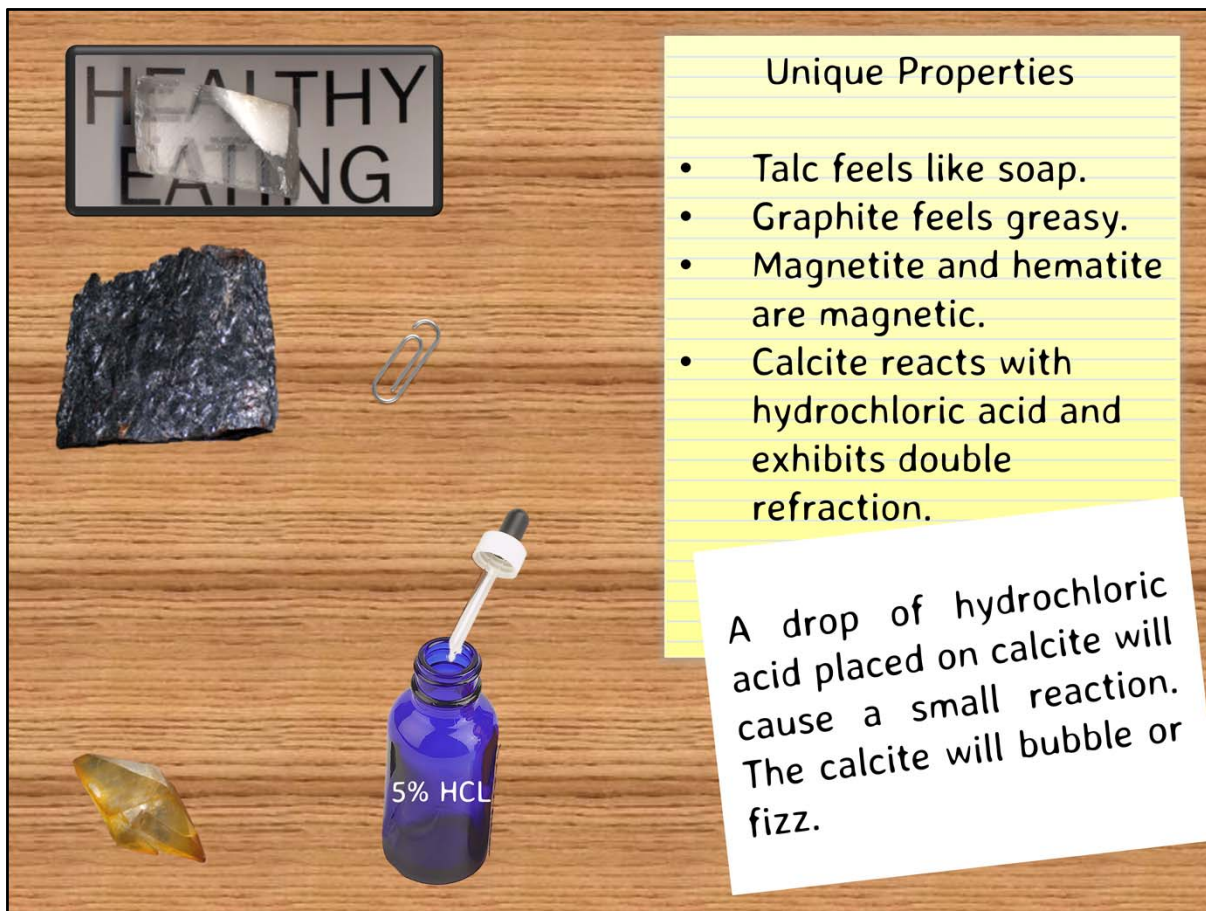 HEALTHY
EATING
Unique Properties
• Talc feels like soap.
• Graphite feels greasy.
• Magnetite and hematite
are magnetic.
• Calcite reacts with
hydrochloric acid and
exhibits double
refraction.
A drop of hydrochloric
acid placed on calcite will
cause a small reaction.
The calcite will bubble or
fizz.
5% HCL